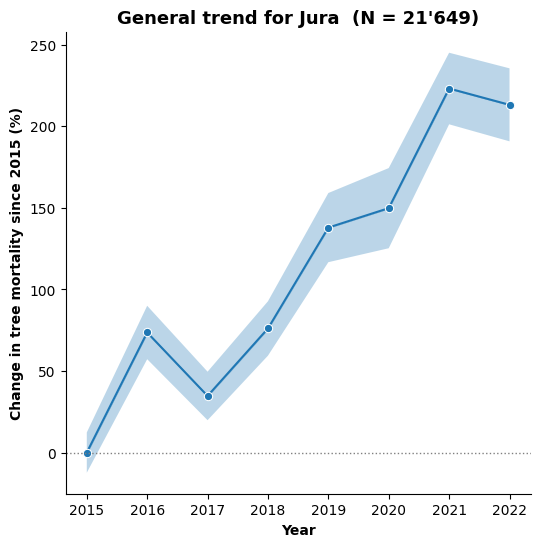 General trend for Jura  (N = 21'649)
Change in tree mortality since 2015 (%)
250
200
150
100
50
0
2015 2016 2017 2018 2019 2020 2021 2022
Year